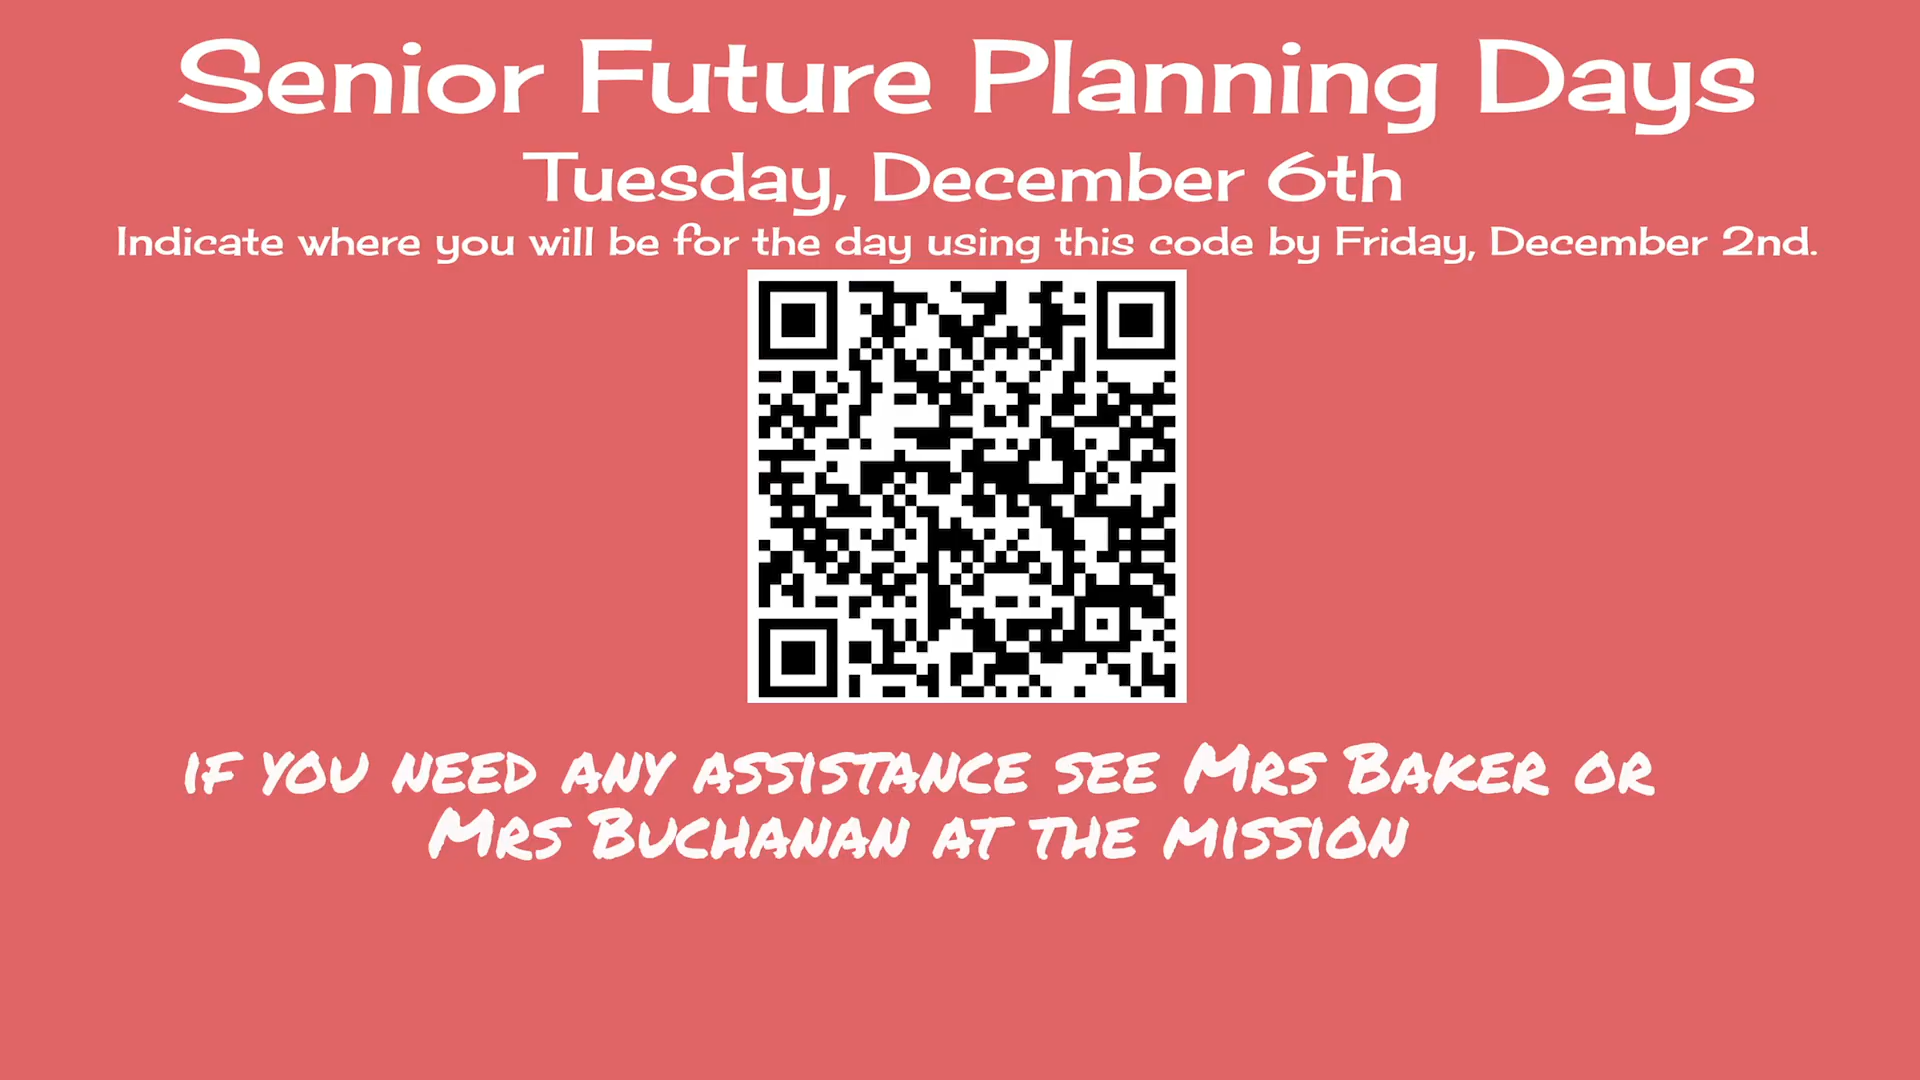 Senior Future Planning Days
Tuesday, December 6th
Indicate where you will be for the day using this code by Friday, December 2nd.
if you need any assistance see Mrs Baker or
Mrs Buchanan at the mission